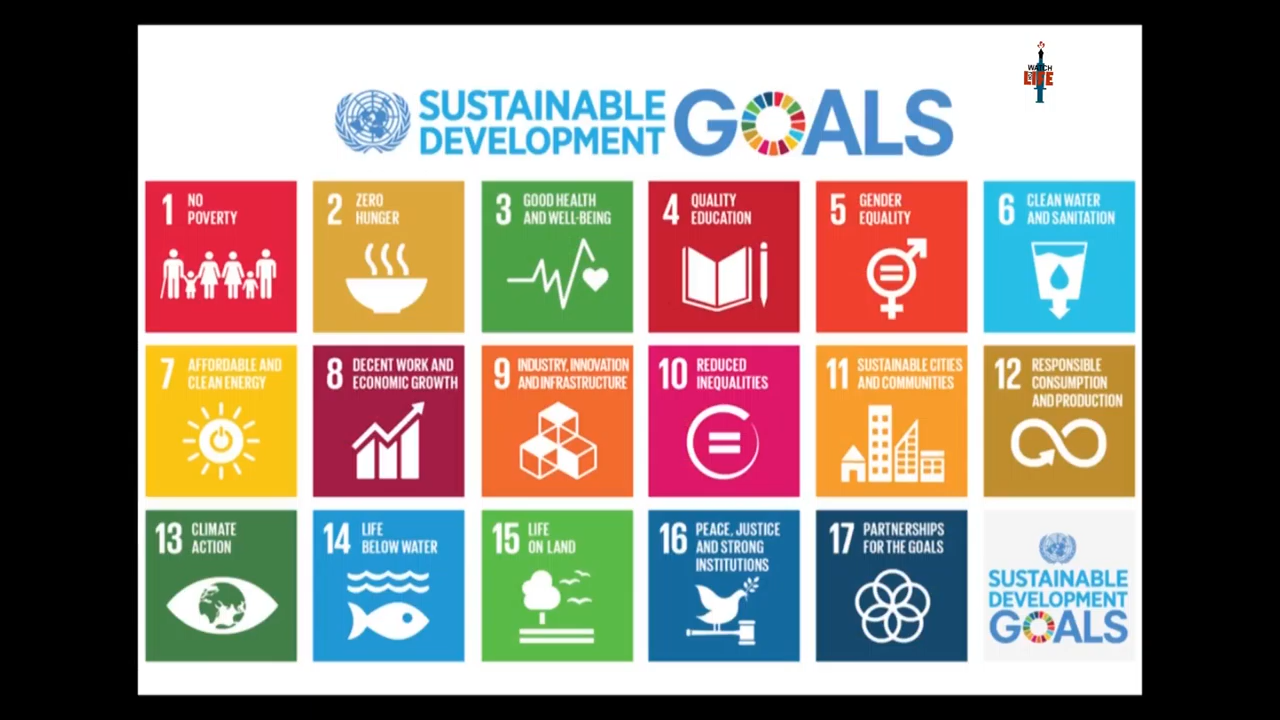 WATCH
LIFE
SUSTAINABLE
DEVELOPMENT
GOALS
1 NO
POVERTY
2 ZERO
HUNGER
3 GOOD HEALTH
AND WELL-BEING
4 QUALITY
EDUCATION
5 GENDER
EQUALITY
6 CLEAN WATER
AND SANITATION
7 AFFORDABLE AND
CLEAN ENERGY
8 DECENT WORK AND
ECONOMIC GROWTH
9 INDUSTRY, INNOVATION
AND INFRASTRUCTURE
10 REDUCED
INEQUALITIES
11 SUSTAINABLE CITIES
AND COMMUNITIES
12 RESPONSIBLE
CONSUMPTION
AND PRODUCTION
13 CLIMATE
ACTION
14 LIFE
BELOW WATER
15 LIFE
ON LAND
16 PEACE, JUSTICE
AND STRONG
INSTITUTIONS
17 PARTNERSHIPS
FOR THE GOALS
SUSTAINABLE
DEVELOPMENT
GOALS